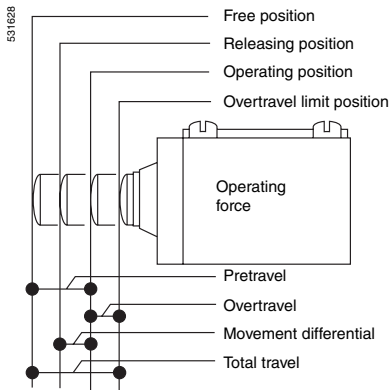 531628
Free position
Releasing position
Operating position
Overtravel limit position
Operating
force
Pretravel
Overtravel
Movement differential
Total travel